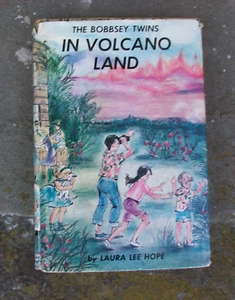 THE BOBBSEY TWINS
IN VOLCANO
LAND
by LAURA LEE HOPE